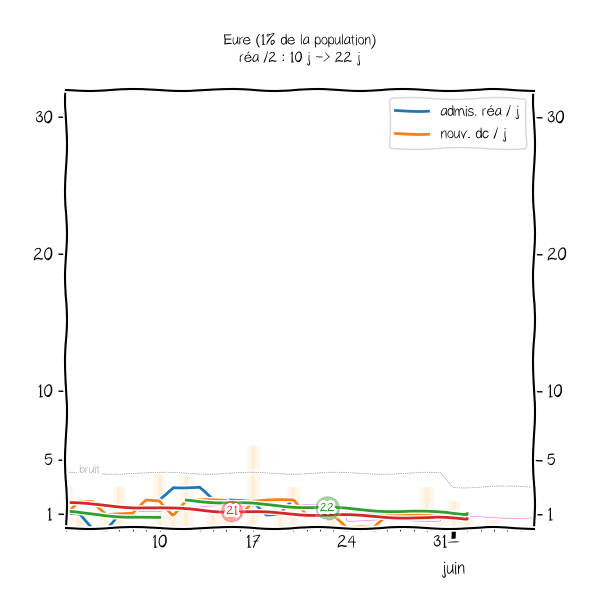 Eure (1% de la population)
réa /2 : 10 j -> 22 j
admis. réa / j
nouv. dc / j
30
30
20
20
10
10
5
5
bruit
1
1
21
22
10
17
24
31
juin